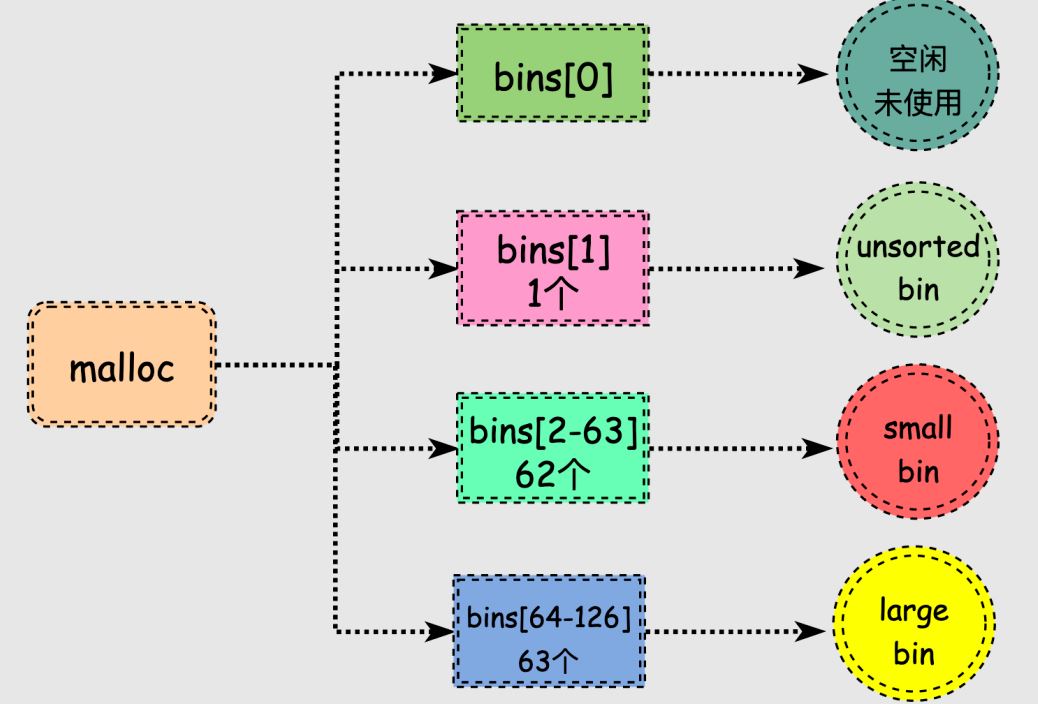 malloc
bins[0]
空闲
未使用
bins[1]
1个
unsorted
bin
bins[2-63]
62个
small
bin
bins[64-126]
63个
large
bin